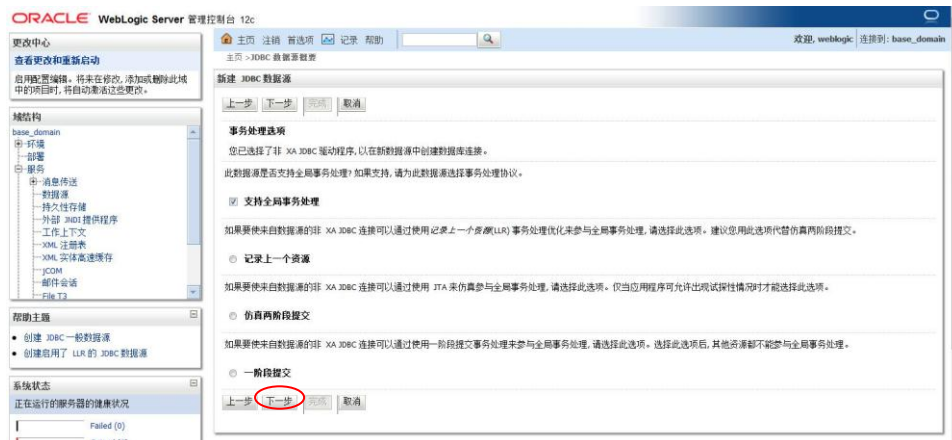 ORACLE WebLogic Server 管理控制台 12c
更改中心
查看更改和重新启动
启用配置编辑。将来在修改, 添加或删除此域中的项目时, 将自动激活这些更改。
域结构
base_domain
环境
部署
服务
消息传送
数据源
持久性存储
外部 JNDI 提供程序
工作上下文
XML 注册表
XML 实体高速缓存
jCOM
邮件会话
File T3
帮助主题
创建 JDBC 一般数据源
创建启用了 LLR 的 JDBC 数据源
系统状态
正在运行的服务器的健康状况
Failed (0)
主页 注销 首选项 记录 帮助
欢迎, weblogic 连接到: base_domain
主页 >JDBC 数据源概要
新建 JDBC 数据源
上一步 下一步 完成 取消
事务处理选项
您已选择了非 XA JDBC 驱动程序, 以在新数据源中创建数据库连接。
此数据源是否支持全局事务处理? 如果支持, 请为此数据源选择事务处理协议。
支持全局事务处理
如果要使来自数据源的非 XA JDBC 连接可以通过使用记录上一个资源(LLR) 事务处理优化来参与全局事务处理, 请选择此选项。建议您用此选项代替仿真两阶段提交。
记录上一个资源
如果要使来自数据源的非 XA JDBC 连接可以通过使用 JTA 来仿真参与全局事务处理, 请选择此选项。仅当应用程序可允许出现试探性情况时才能选择此选项。
仿真两阶段提交
如果要使来自数据源的非 XA JDBC 连接可以通过使用一阶段提交事务处理来参与全局事务处理, 请选择此选项。选择此选项后, 其他资源都不能参与全局事务处理。
一阶段提交
上一步 下一步 完成 取消